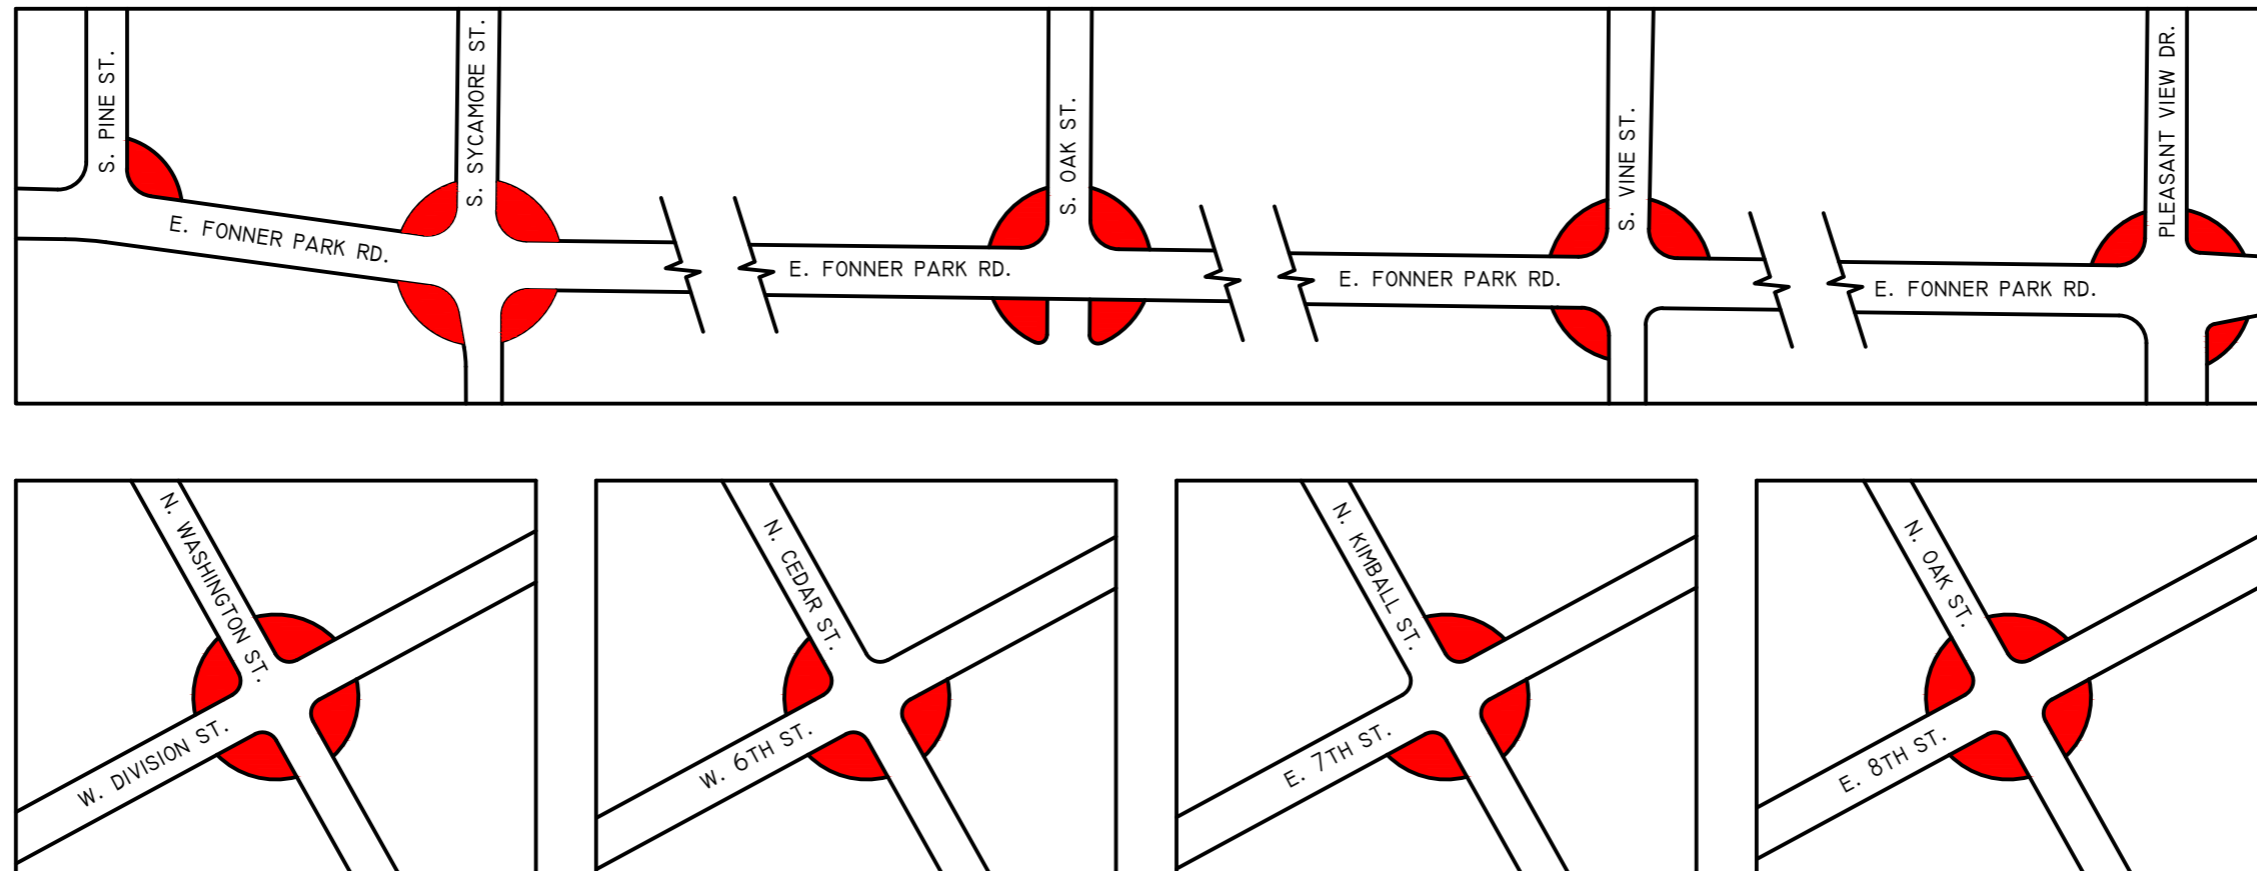 S. PINE ST.
S. SYCAMORE ST.
S. OAK ST.
S. VINE ST.
PLEASANT VIEW DR.
E. FONNER PARK RD.
E. FONNER PARK RD.
E. FONNER PARK RD.
E. FONNER PARK RD.
N. WASHINGTON ST.
W. DIVISION ST.
N. CEDAR ST.
W. 6TH ST.
N. KIMBALL ST.
E. 7TH ST.
N. OAK ST.
E. 8TH ST.